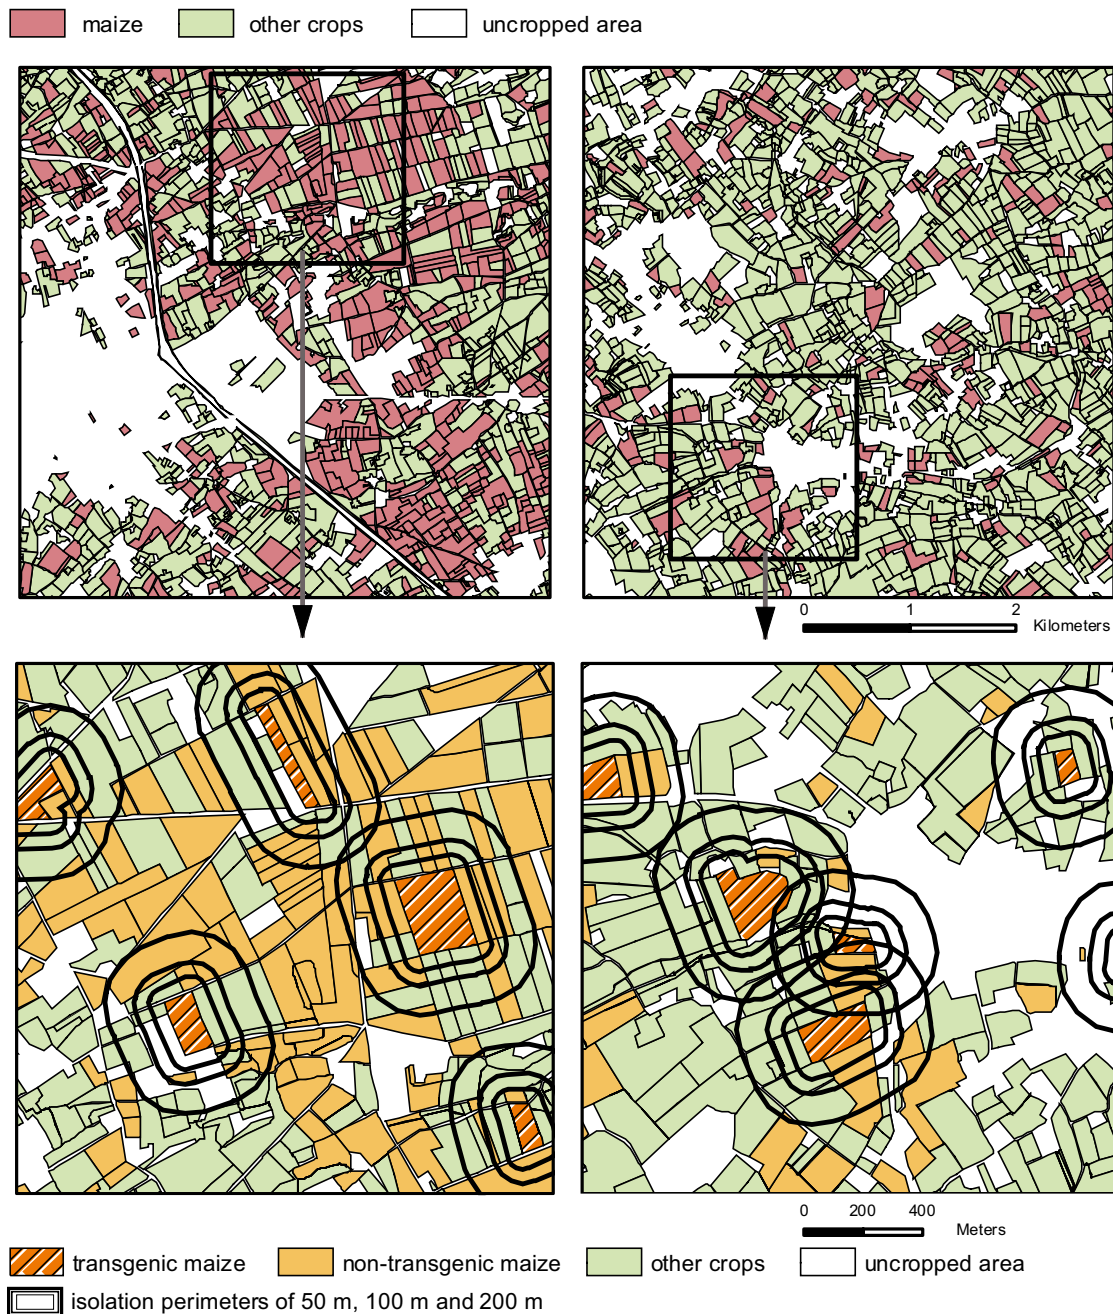 maize other crops uncropped area
0 1 2
Kilometers
0 200 400
Meters
transgenic maize non-transgenic maize other crops uncropped area
isolation perimeters of 50 m, 100 m and 200 m